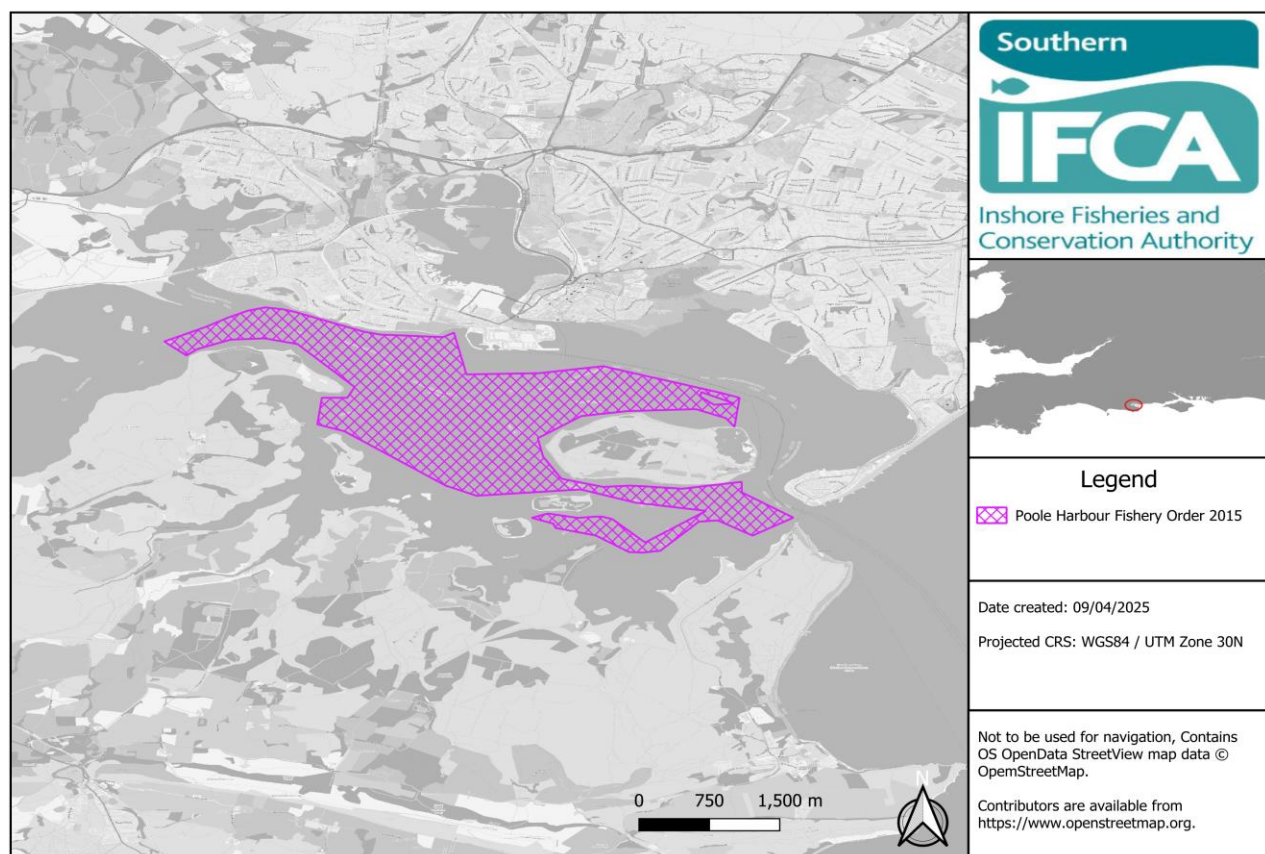 Southern
IFCA
Inshore Fisheries and
Conservation Authority
Legend
Poole Harbour Fishery Order 2015
Date created: 09/04/2025
Projected CRS: WGS84 / UTM Zone 30N
Not to be used for navigation, Contains
OS OpenData StreetView map data ©
OpemStreetMap.
Contributors are available from
https://www.openstreetmap.org.
0 750 1,500 m
N